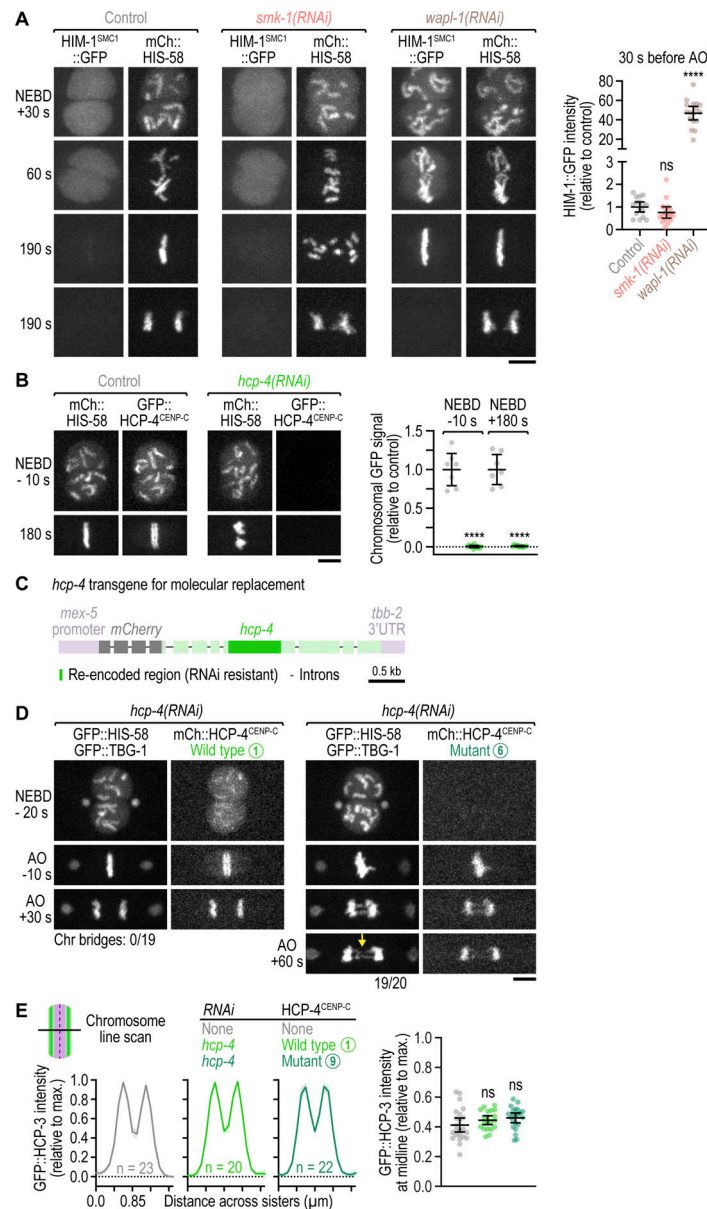 A
Control
smk-1(RNAi)
wapl-1(RNAi)
HIM-1SMC1
::GFP
mCh::
HIS-58
HIM-1SMC1
::GFP
mCh::
HIS-58
HIM-1SMC1
::GFP
mCh::
HIS-58
NEBD
+30 s
60 s
190 s
190 s
30 s before AO
HIM-1::GFP intensity
(relative to control)
80
60
40
20
3
2
1
0
ns
****
Control
smk-1(RNAi)
wapl-1(RNAi)
B
Control
hcp-4(RNAi)
mCh::
HIS-58
GFP::
HCP-4CENP-C
mCh::
HIS-58
GFP::
HCP-4CENP-C
NEBD
- 10 s
180 s
NEBD
-10 s
NEBD
+180 s
Chromosomal GFP signal
(relative to control)
1.5
1.0
0.5
0.0
****
****
C
hcp-4 transgene for molecular replacement
mex-5
promoter
mCherry
hcp-4
tbb-2
3'UTR
Re-encoded region (RNAi resistant)
- Introns
0.5 kb
D
hcp-4(RNAi)
hcp-4(RNAi)
GFP::HIS-58
GFP::TBG-1
mCh::HCP-4CENP-C
Wild type 1
GFP::HIS-58
GFP::TBG-1
mCh::HCP-4CENP-C
Mutant 6
NEBD
- 20 s
AO
-10 s
AO
+30 s
Chr bridges: 0/19
AO
+60 s
19/20
E
Chromosome
line scan
RNAi
HCP-4CENP-C
None
None
hcp-4
Wild type 1
hcp-4
Mutant 9
GFP::HCP-3 intensity
(relative to max.)
1.0
0.5
0.0
n = 23
n = 20
n = 22
0.0
0.85
Distance across sisters (µm)
GFP::HCP-3 intensity
at midline (relative to max.)
1.0
0.8
0.6
0.4
0.2
0.0
ns
ns